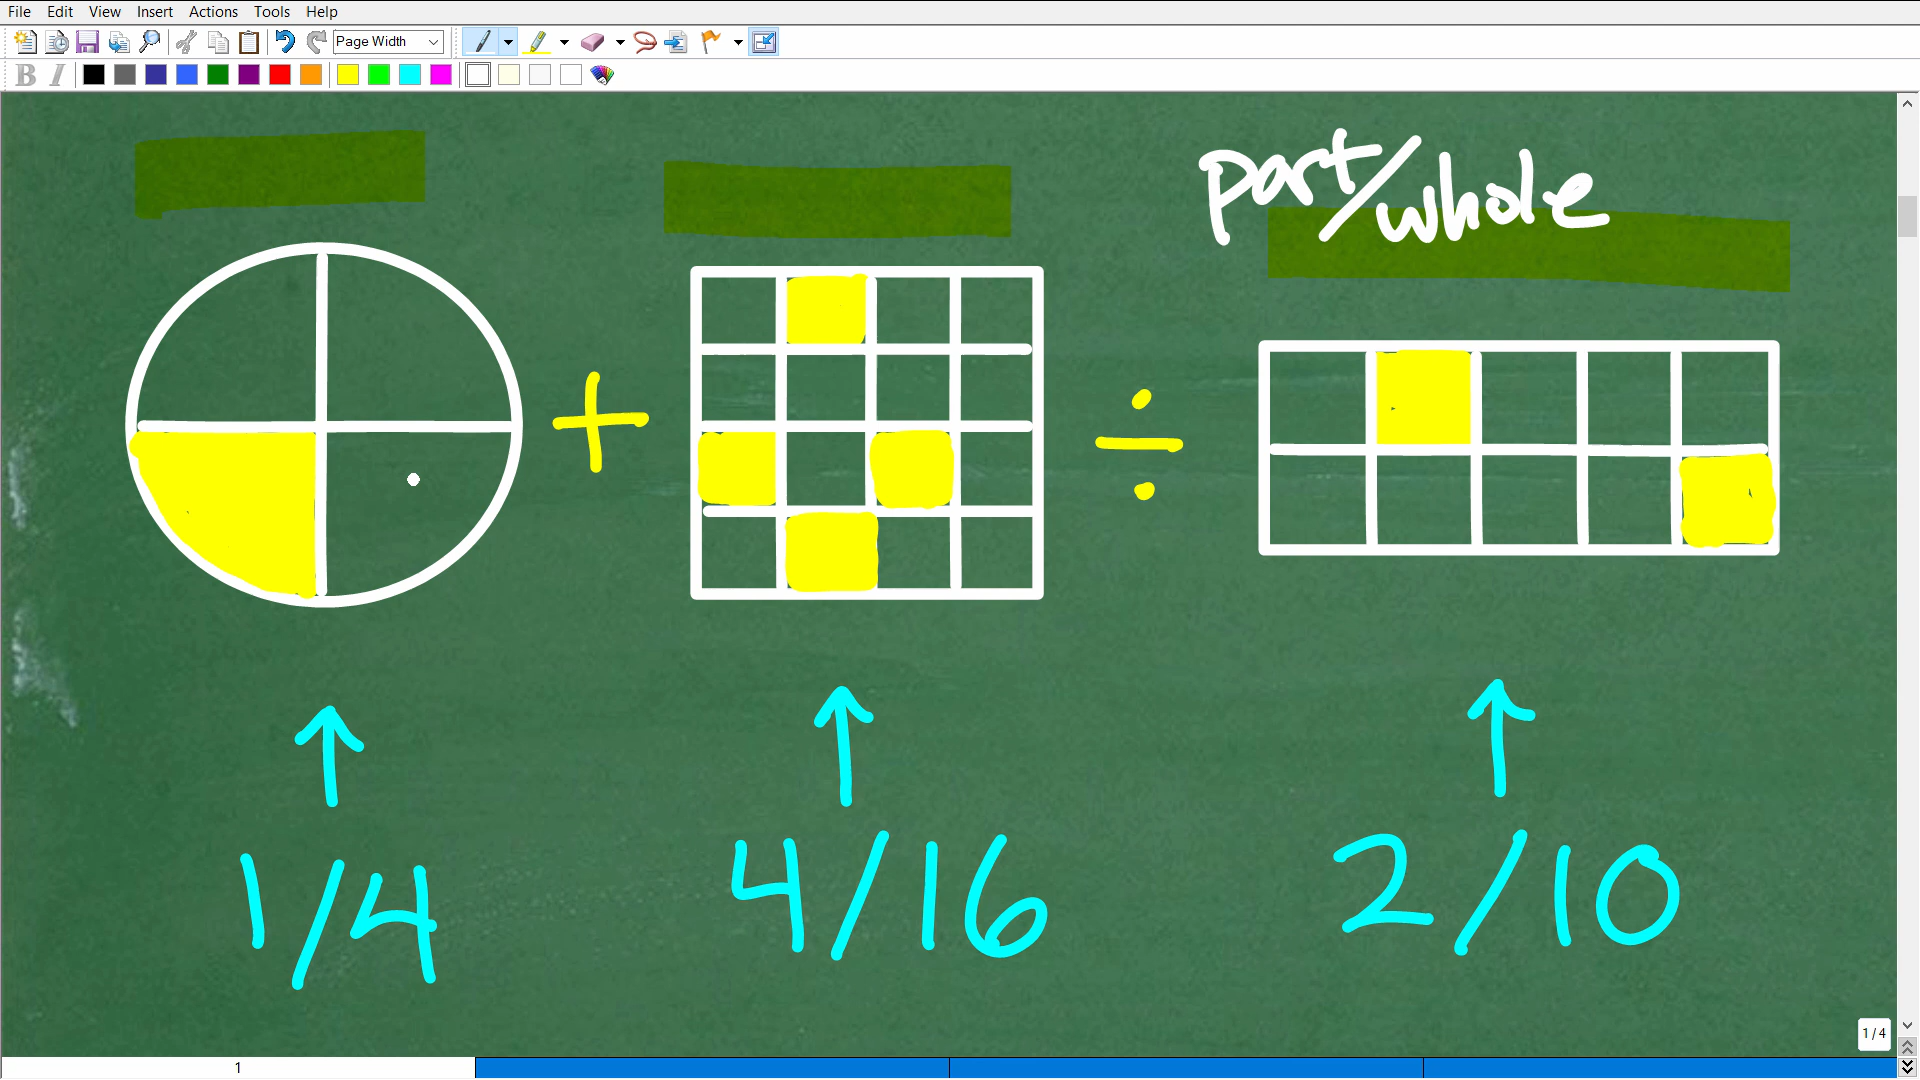 File Edit View Insert Actions Tools Help
Page Width
B I
part/whole
+ ÷
1/4 4/16 2/10
1/4
1